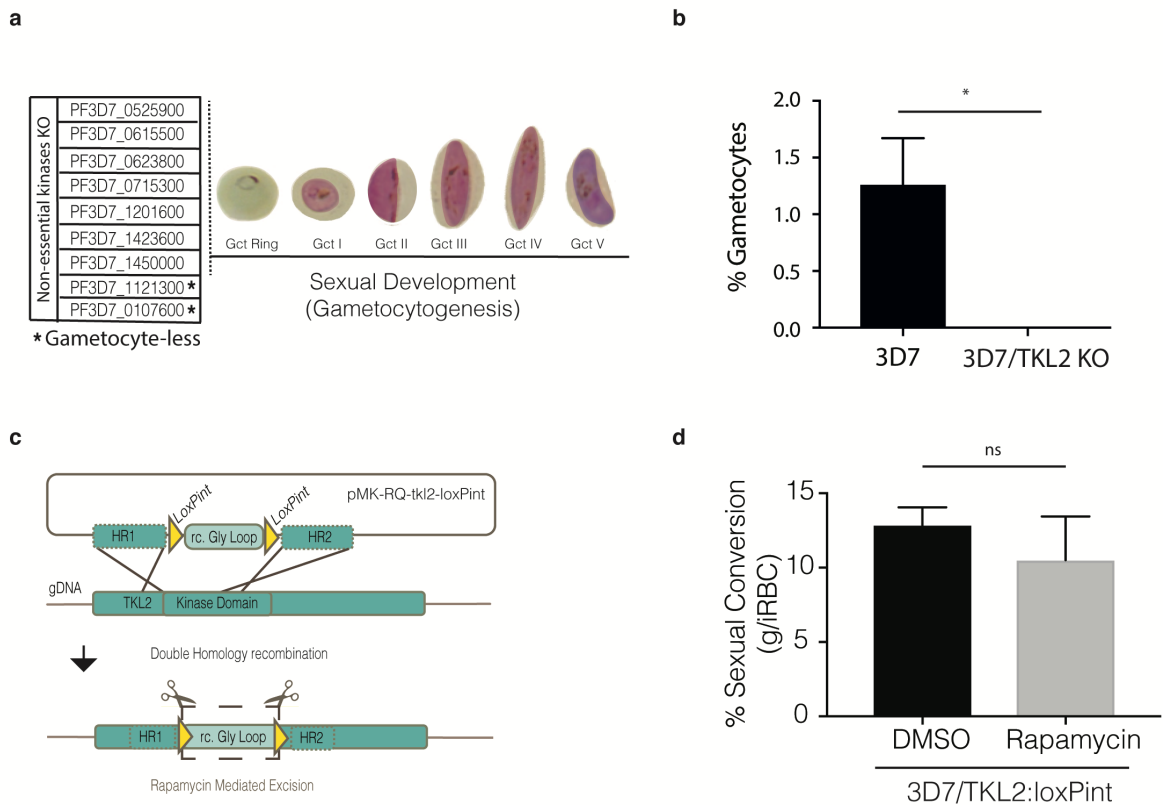 a
Non-essential kinases KO
PF3D7_0525900
PF3D7_0615500
PF3D7_0623800
PF3D7_0715300
PF3D7_1201600
PF3D7_1423600
PF3D7_1450000
PF3D7_1121300 *
PF3D7_0107600 *
* Gametocyte-less
Gct Ring Gct I Gct II Gct III Gct IV Gct V
Sexual Development
(Gametocytogenesis)
b
% Gametocytes
2.0
1.5
1.0
0.5
0.0
*
3D7 3D7/TKL2 KO
c
LoxPint LoxPint
pMK-RQ-tkl2-loxPint
HR1 rc. Gly Loop HR2
gDNA
TKL2 Kinase Domain
Double Homology recombination
HR1 rc. Gly Loop HR2
Rapamycin Mediated Excision
d
% Sexual Conversion
(g/iRBC)
15
10
5
0
ns
DMSO Rapamycin
3D7/TKL2:loxPint